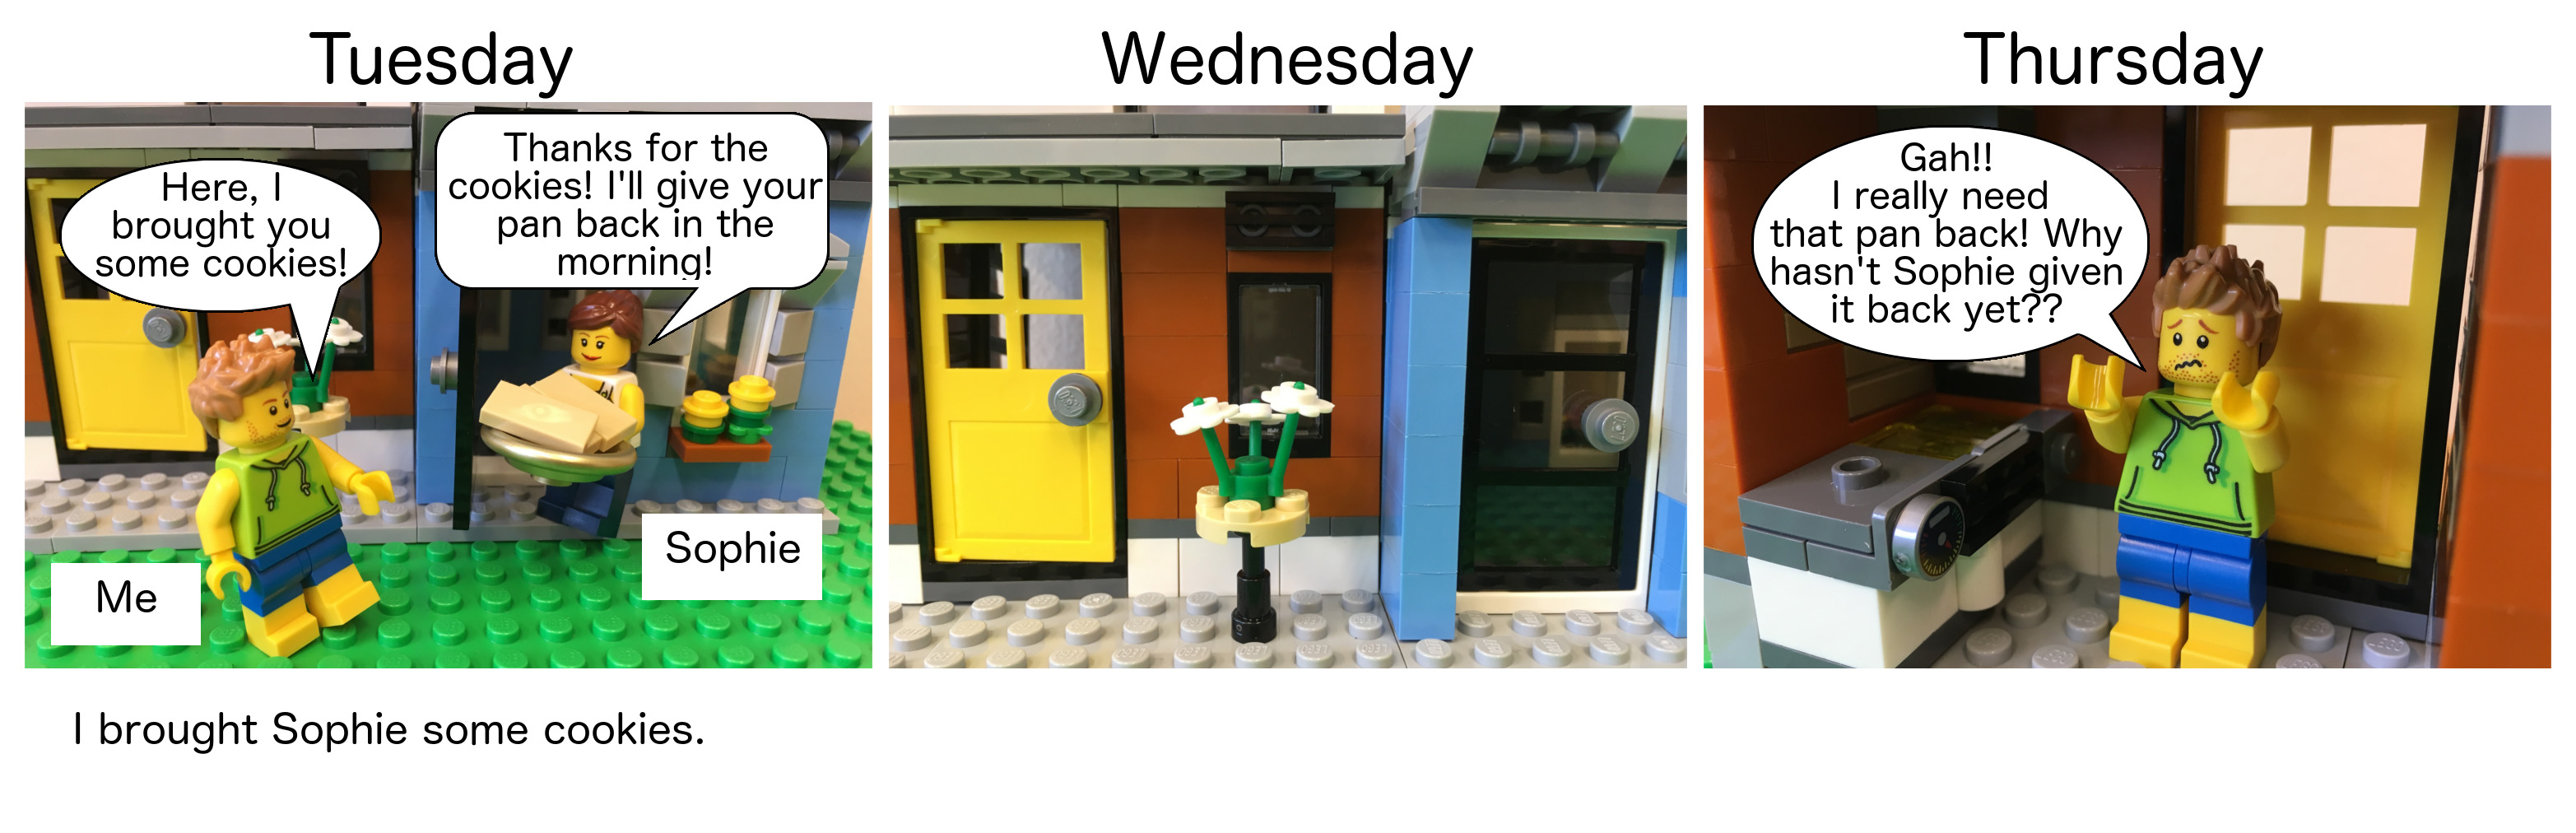 Tuesday
Here, I
brought you
some cookies!
Thanks for the
cookies! I'll give your
pan back in the
morning!
Me
Sophie
I brought Sophie some cookies.
Wednesday
Thursday
Gah!!
I really need
that pan back! Why
hasn't Sophie given
it back yet??